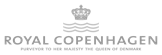 ROYAL COPENHAGEN
PURVEYOR TO HER MAJESTY THE QUEEN OF DENMARK